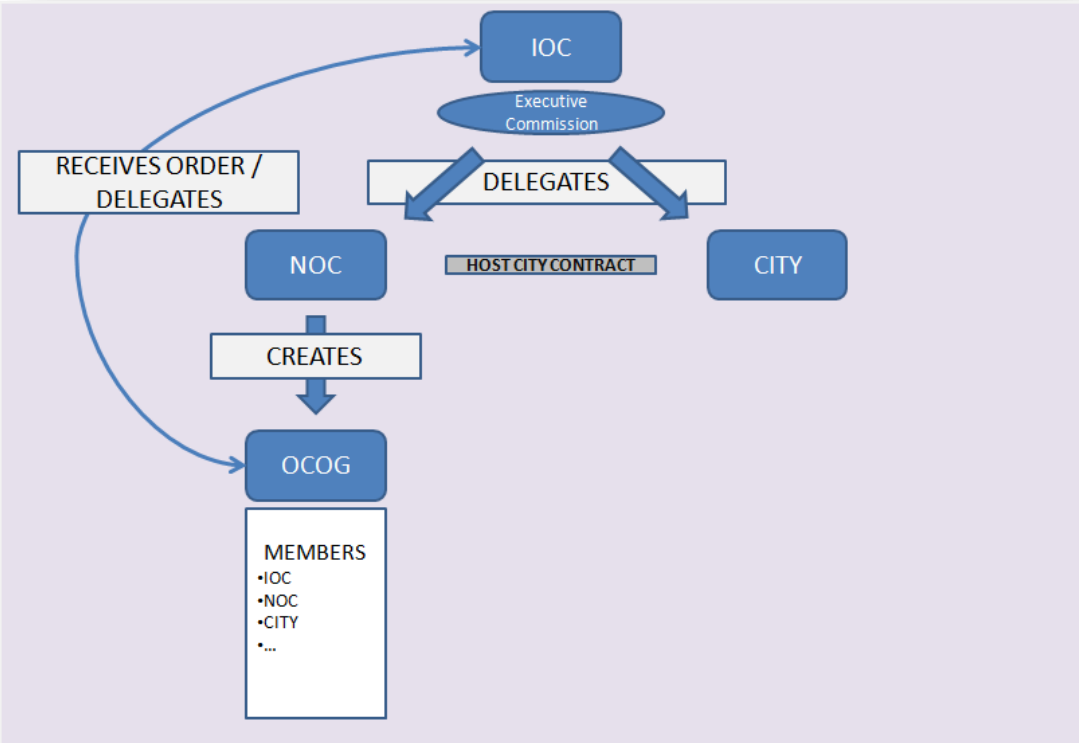 IOC
Executive
Commission
RECEIVES ORDER /
DELEGATES
DELEGATES
NOC
HOST CITY CONTRACT
CITY
CREATES
OCOG
MEMBERS
•IOC
•NOC
•CITY
•...